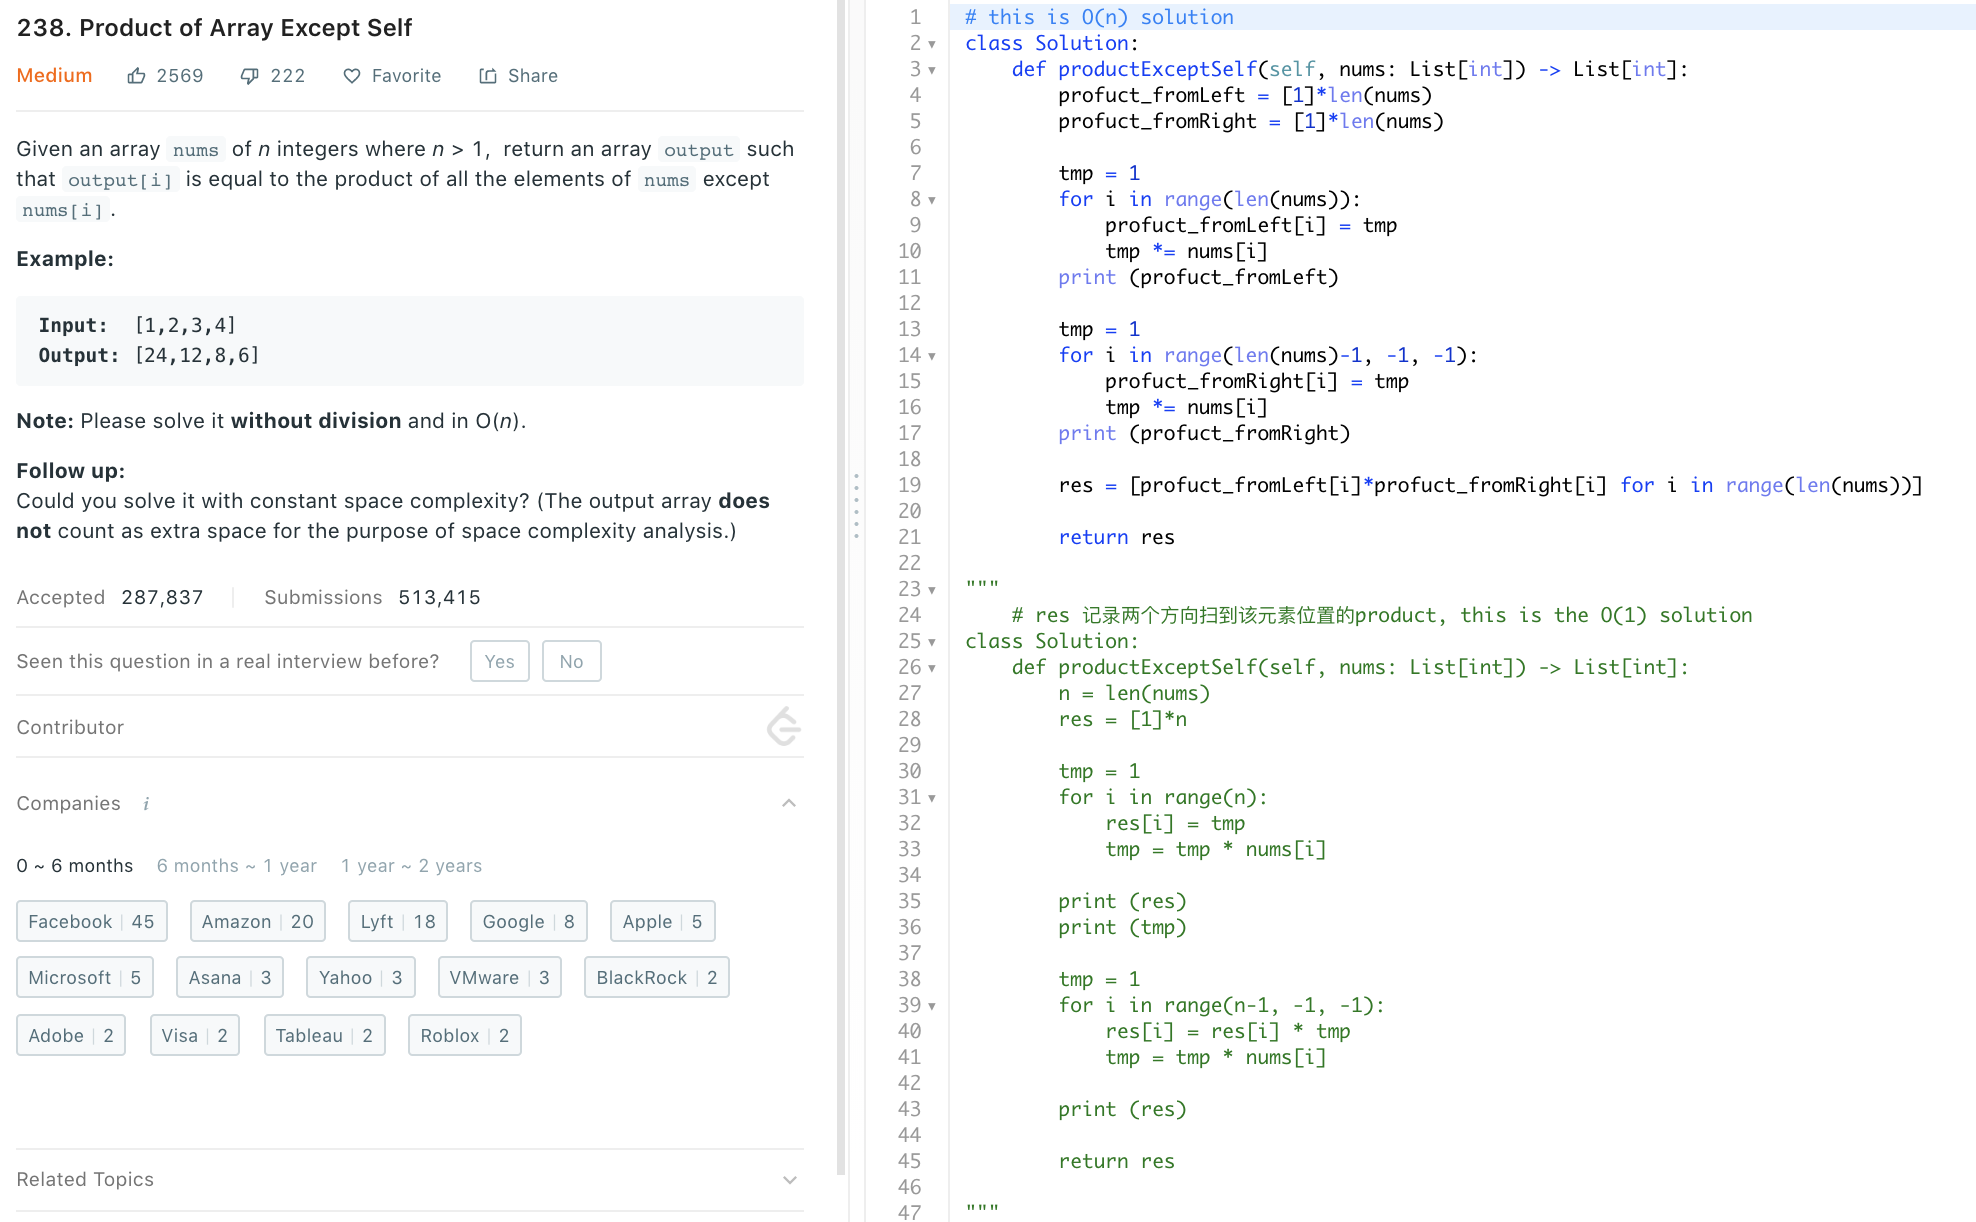 238. Product of Array Except Self
Medium 2569 222 Favorite Share
Given an array nums of n integers where n > 1, return an array output such
that output[i] is equal to the product of all the elements of nums except
nums[i].
Example:
Input: [1,2,3,4]
Output: [24,12,8,6]
Note: Please solve it without division and in O(n).
Follow up:
Could you solve it with constant space complexity? (The output array does
not count as extra space for the purpose of space complexity analysis.)
Accepted 287,837 Submissions 513,415
Seen this question in a real interview before? Yes No
Contributor
Companies i
0 ~ 6 months 6 months ~ 1 year 1 year ~ 2 years
Facebook | 45 Amazon | 20 Lyft | 18 Google | 8 Apple | 5
Microsoft | 5 Asana | 3 Yahoo | 3 VMware | 3 BlackRock | 2
Adobe | 2 Visa | 2 Tableau | 2 Roblox | 2
Related Topics
1 # this is O(n) solution
2 class Solution:
3     def productExceptSelf(self, nums: List[int]) -> List[int]:
4         profuct_fromLeft = [1]*len(nums)
5         profuct_fromRight = [1]*len(nums)
6
7         tmp = 1
8         for i in range(len(nums)):
9             profuct_fromLeft[i] = tmp
10             tmp *= nums[i]
11         print (profuct_fromLeft)
12
13         tmp = 1
14         for i in range(len(nums)-1, -1, -1):
15             profuct_fromRight[i] = tmp
16             tmp *= nums[i]
17         print (profuct_fromRight)
18
19         res = [profuct_fromLeft[i]*profuct_fromRight[i] for i in range(len(nums))]
20
21         return res
22
23 """
24     # res 记录两个方向扫到该元素位置的product, this is the O(1) solution
25 class Solution:
26     def productExceptSelf(self, nums: List[int]) -> List[int]:
27         n = len(nums)
28         res = [1]*n
29
30         tmp = 1
31         for i in range(n):
32             res[i] = tmp
33             tmp = tmp * nums[i]
34
35         print (res)
36         print (tmp)
37
38         tmp = 1
39         for i in range(n-1, -1, -1):
40             res[i] = res[i] * tmp
41             tmp = tmp * nums[i]
42
43         print (res)
44
45         return res
46
47 """